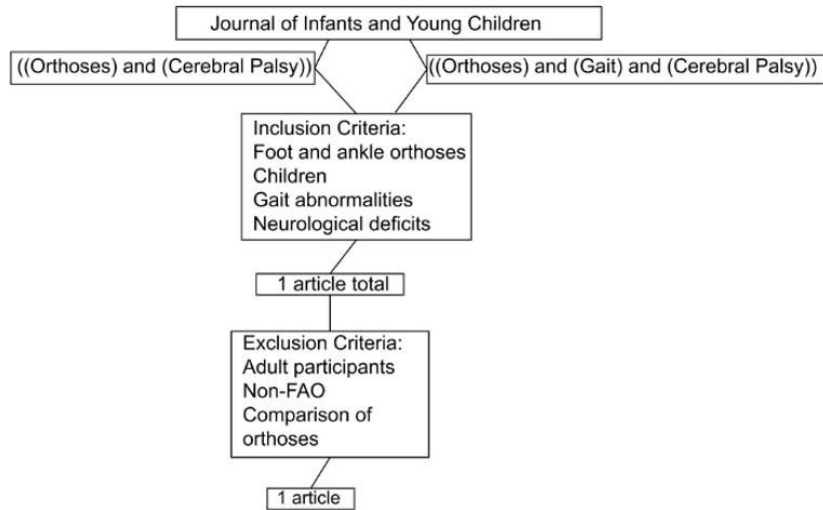 Journal of Infants and Young Children
((Orthoses) and (Cerebral Palsy))
((Orthoses) and (Gait) and (Cerebral Palsy))
Inclusion Criteria:
Foot and ankle orthoses
Children
Gait abnormalities
Neurological deficits
1 article total
Exclusion Criteria:
Adult participants
Non-FAO
Comparison of
orthoses
1 article